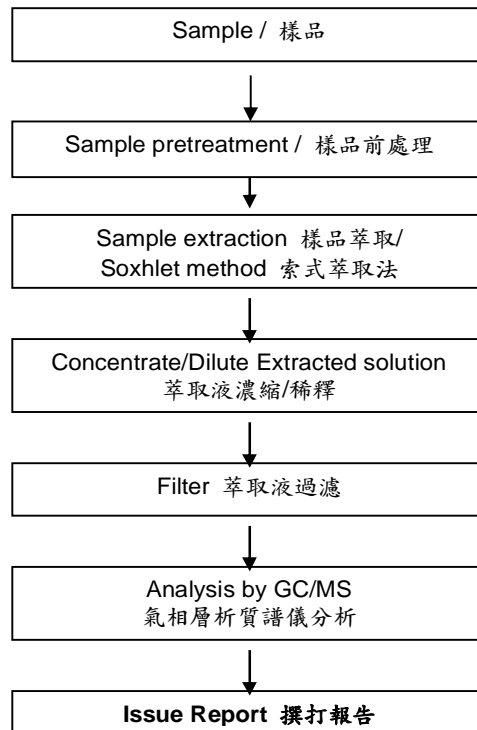 Sample / 樣品
Sample pretreatment / 樣品前處理
Sample extraction 樣品萃取/
Soxhlet method 索式萃取法
Concentrate/Dilute Extracted solution
萃取液濃縮/稀釋
Filter 萃取液過濾
Analysis by GC/MS
氣相層析質譜儀分析
Issue Report 撰打報告